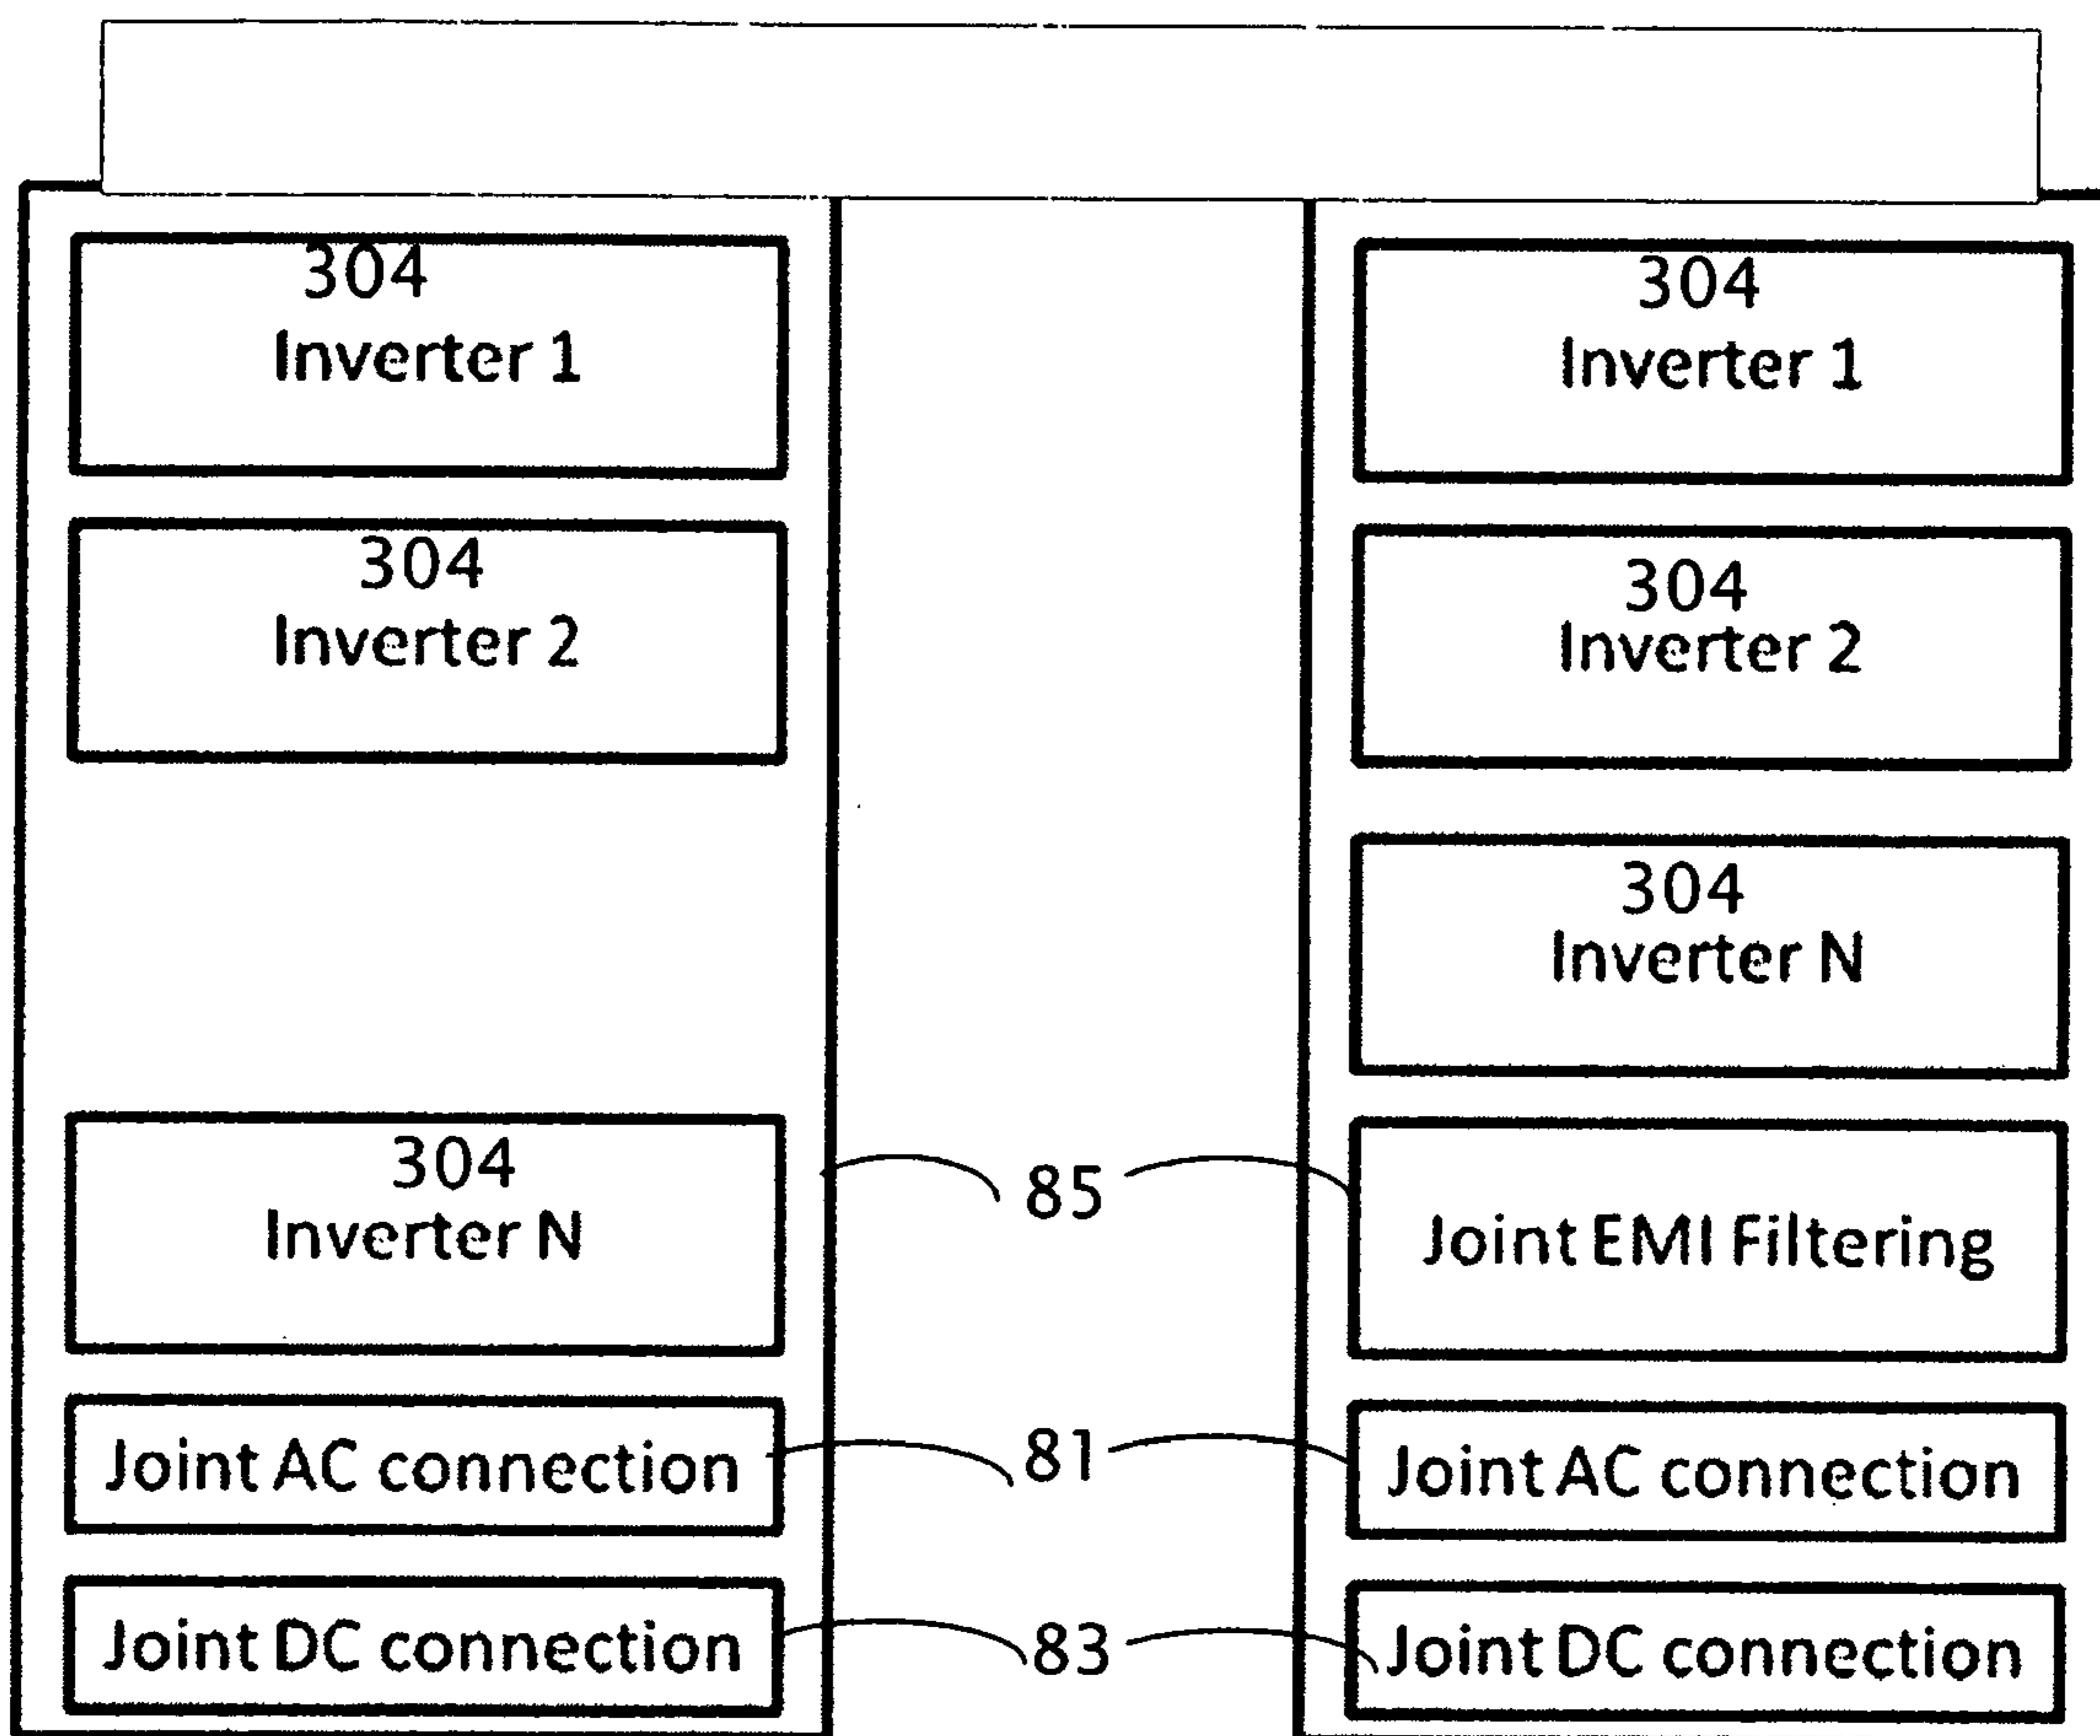 304
Inverter 1
304
Inverter 2
304
Inverter N
Joint AC connection
Joint DC connection
85
81
83
304
Inverter 1
304
Inverter 2
304
Inverter N
Joint EMI Filtering
Joint AC connection
Joint DC connection